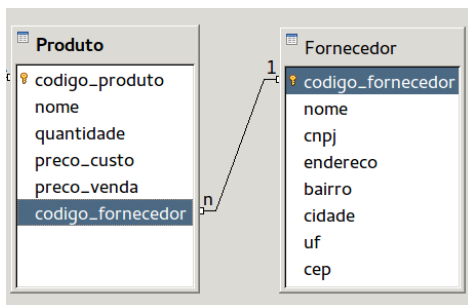 Produto
codigo_produto
nome
quantidade
preco_custo
preco_venda
codigo_fornecedor
n
1
Fornecedor
codigo_fornecedor
nome
cnpj
endereco
bairro
cidade
uf
cep